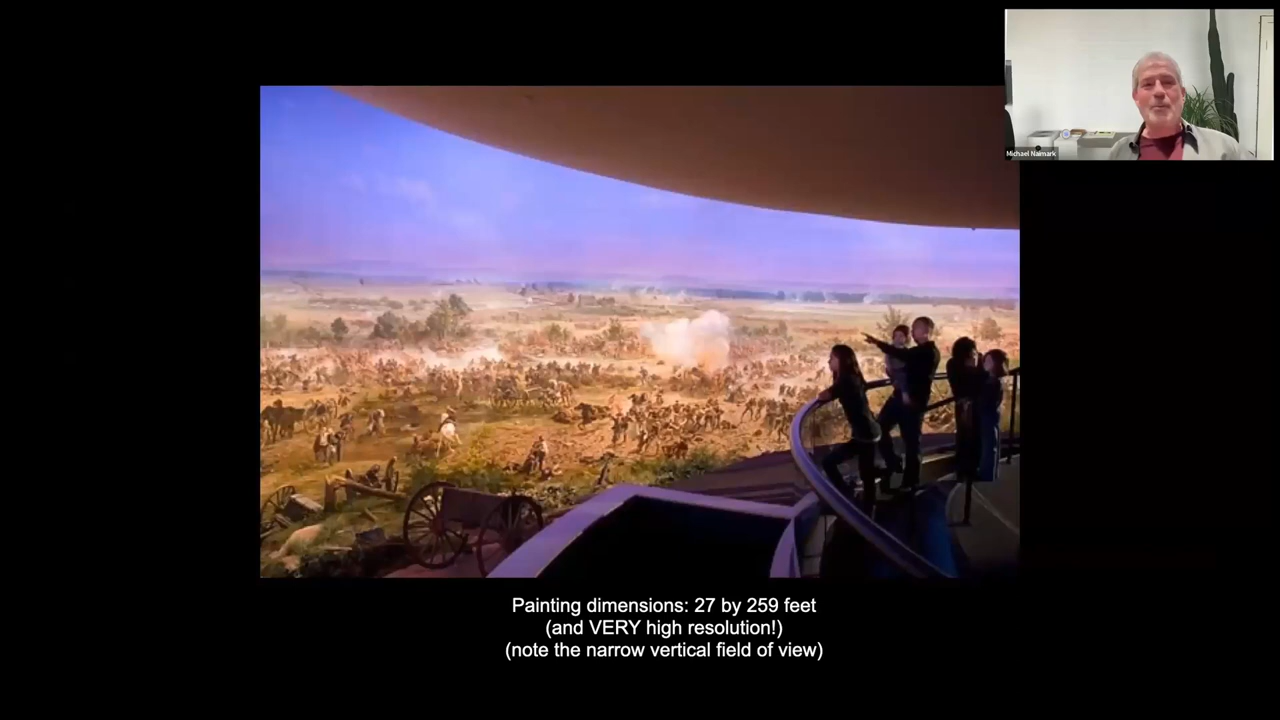 Michael Naimark
Painting dimensions: 27 by 259 feet
(and VERY high resolution!)
(note the narrow vertical field of view)